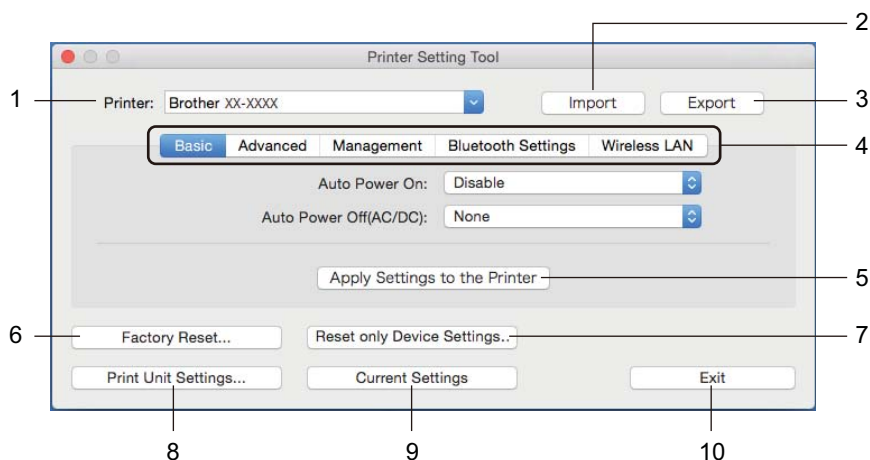 2
Printer Setting Tool
1 Printer: Brother XX-XXXX Import Export 3
Basic Advanced Management Bluetooth Settings Wireless LAN 4
Auto Power On: Disable
Auto Power Off(AC/DC): None
Apply Settings to the Printer 5
6 Factory Reset... Reset only Device Settings.. 7
Print Unit Settings... Current Settings Exit
8 9 10